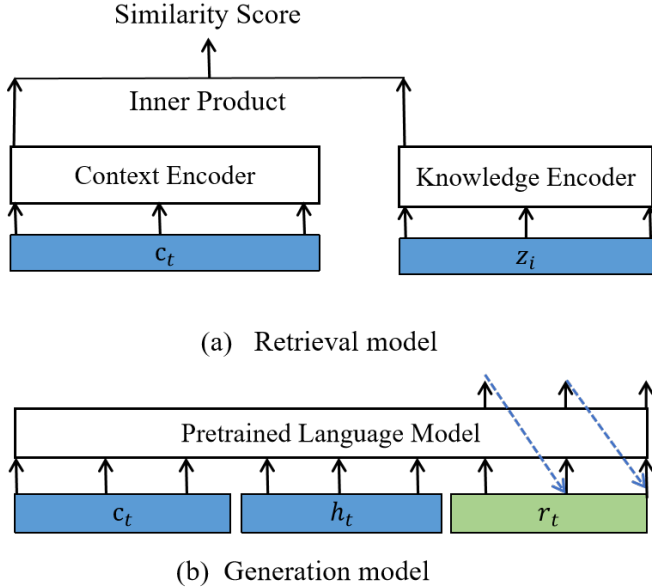 Similarity Score
Inner Product
Context Encoder
Knowledge Encoder
c_t
z_i
(a) Retrieval model
Pretrained Language Model
c_t
h_t
r_t
(b) Generation model